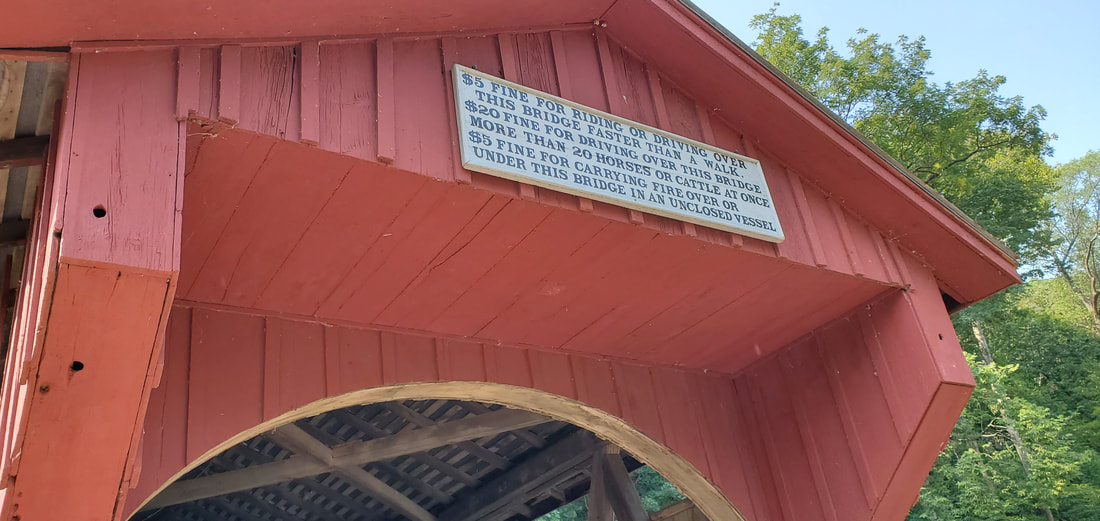 $5 FINE FOR RIDING OR DRIVING OVER
THIS BRIDGE FASTER THAN A WALK.
$20 FINE FOR DRIVING OVER THIS BRIDGE
MORE THAN 20 HORSES OR CATTLE AT ONCE
$5 FINE FOR CARRYING FIRE OVER OR
UNDER THIS BRIDGE IN AN UNCLOSED VESSEL